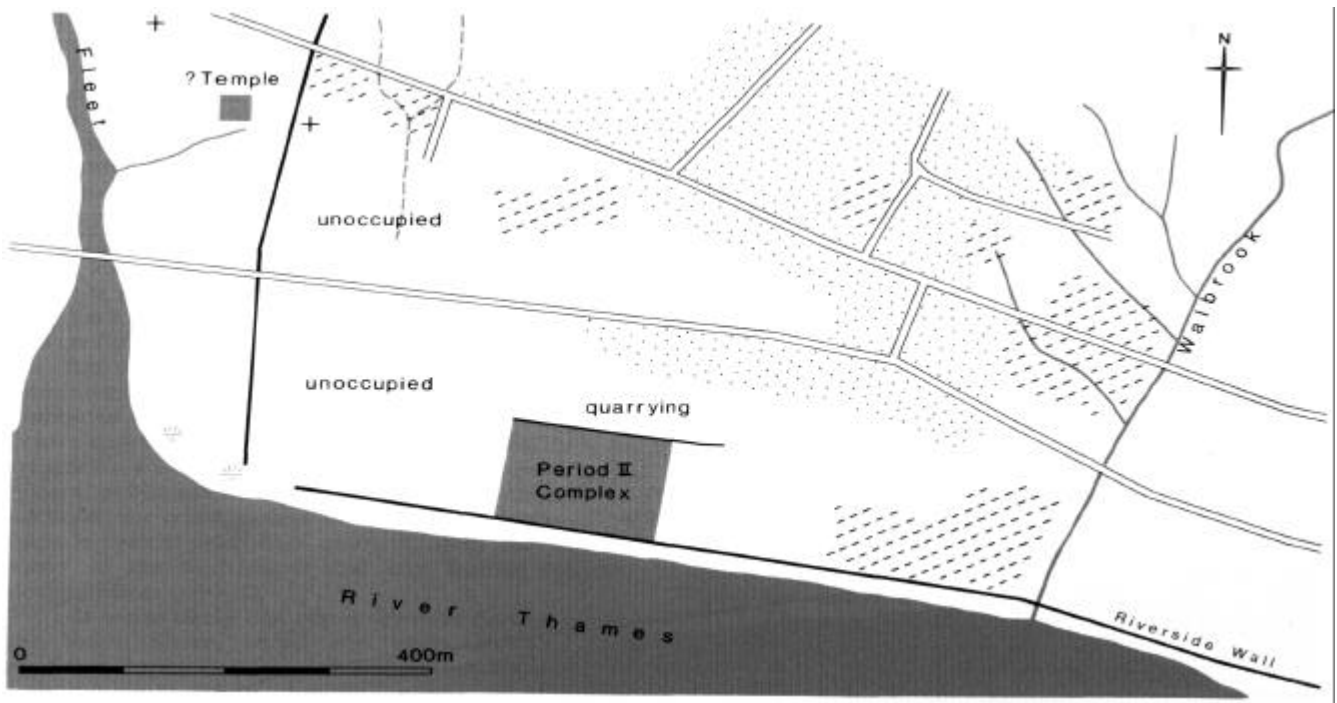 Fleet
? Temple
N
unoccupied
Walbrook
unoccupied
quarrying
Period II
Complex
River Thames
Riverside Wall
0
400m